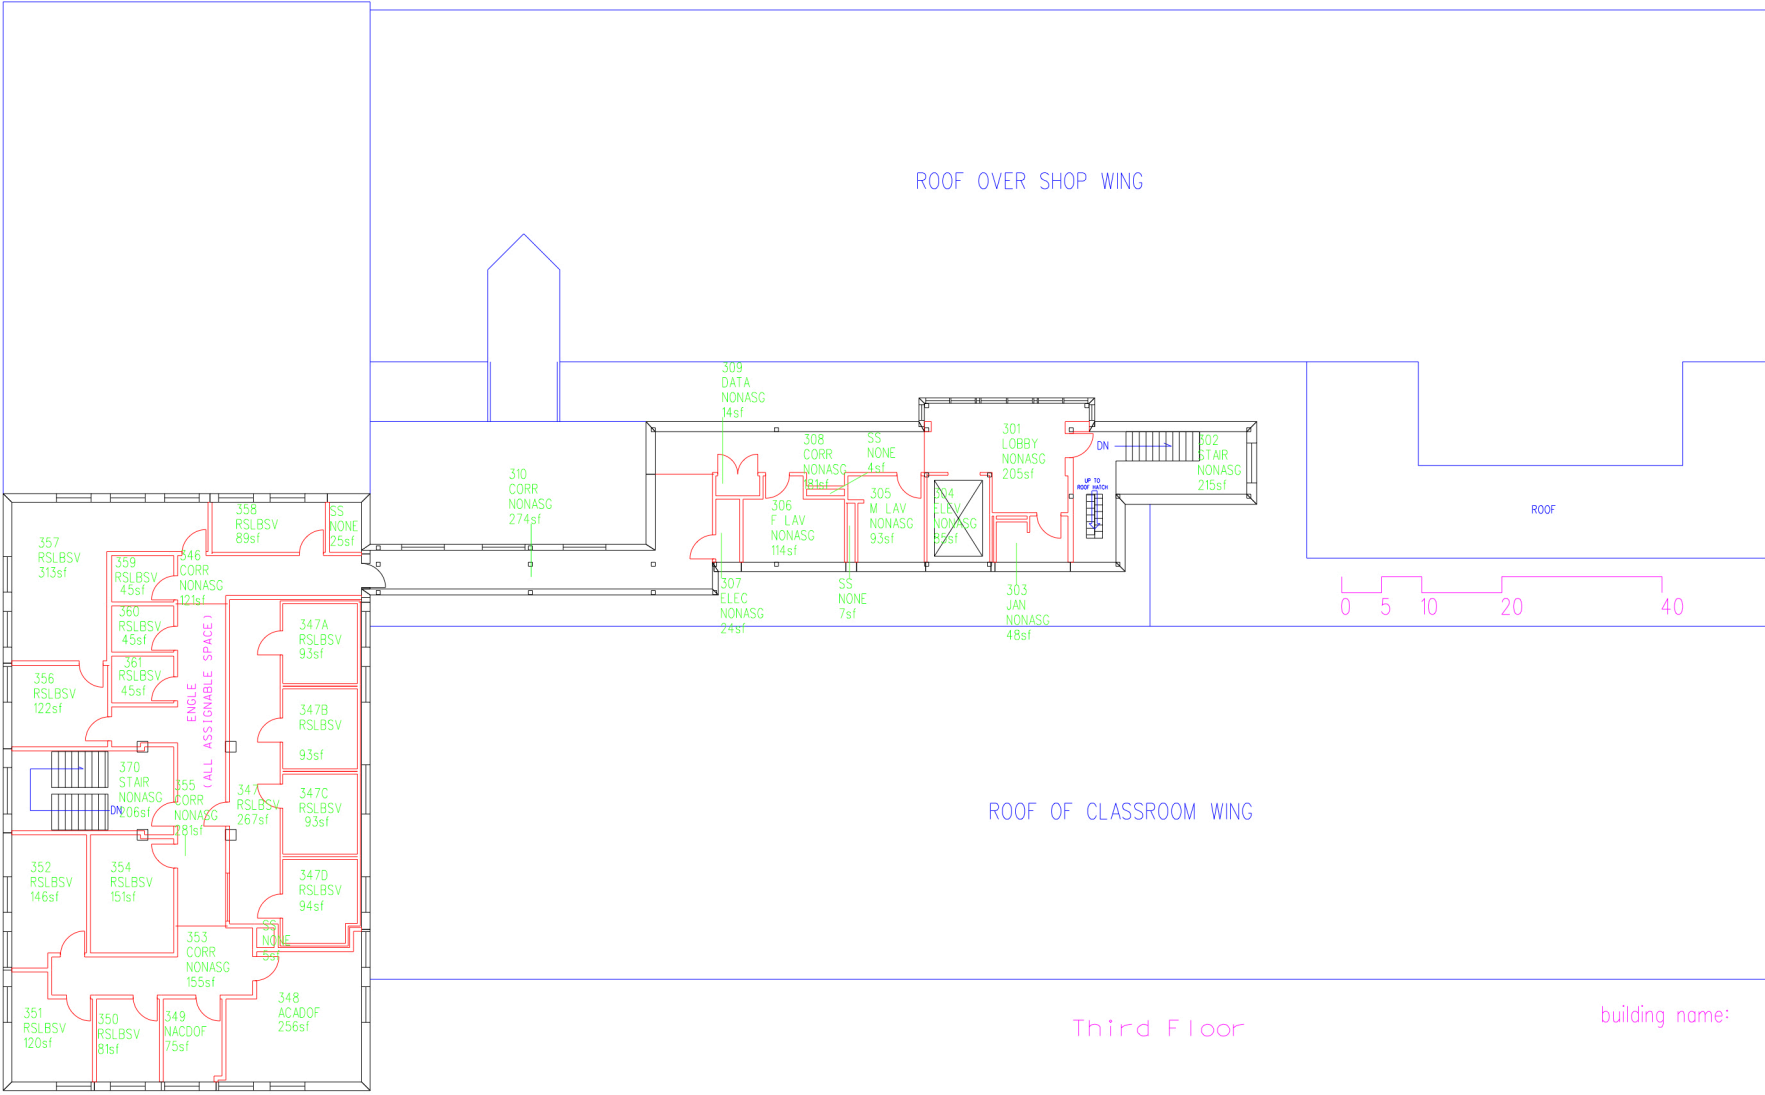 ROOF OVER SHOP WING
309
DATA
NONASG
14sf
308
CORR
NONASG
181sf
SS
NONE
4sf
301
LOBBY
NONASG
205sf
DN
302
STAIR
NONASG
215sf
310
CORR
NONASG
274sf
UP TO
ROOF HATCH
306
F LAV
NONASG
114sf
305
M LAV
NONASG
93sf
304
ELEV
NONASG
85sf
ROOF
358
RSLBSV
89sf
SS
NONE
25sf
357
RSLBSV
313sf
359
RSLBSV
45sf
346
CORR
NONASG
121sf
307
ELEC
NONASG
24sf
SS
NONE
7sf
303
JAN
NONASG
48sf
0 5 10 20 40
360
RSLBSV
45sf
347A
RSLBSV
93sf
361
RSLBSV
45sf
356
RSLBSV
122sf
ENGLE
(ALL ASSIGNABLE SPACE)
347B
RSLBSV
93sf
370
STAIR
NONASG
206sf
DN
355
CORR
NONASG
281sf
347
RSLBSV
267sf
347C
RSLBSV
93sf
ROOF OF CLASSROOM WING
352
RSLBSV
146sf
354
RSLBSV
151sf
347D
RSLBSV
94sf
353
CORR
NONASG
155sf
SS
NONE
5sf
351
RSLBSV
120sf
350
RSLBSV
81sf
349
NACDOF
75sf
348
ACADOF
256sf
Third Floor
building name: